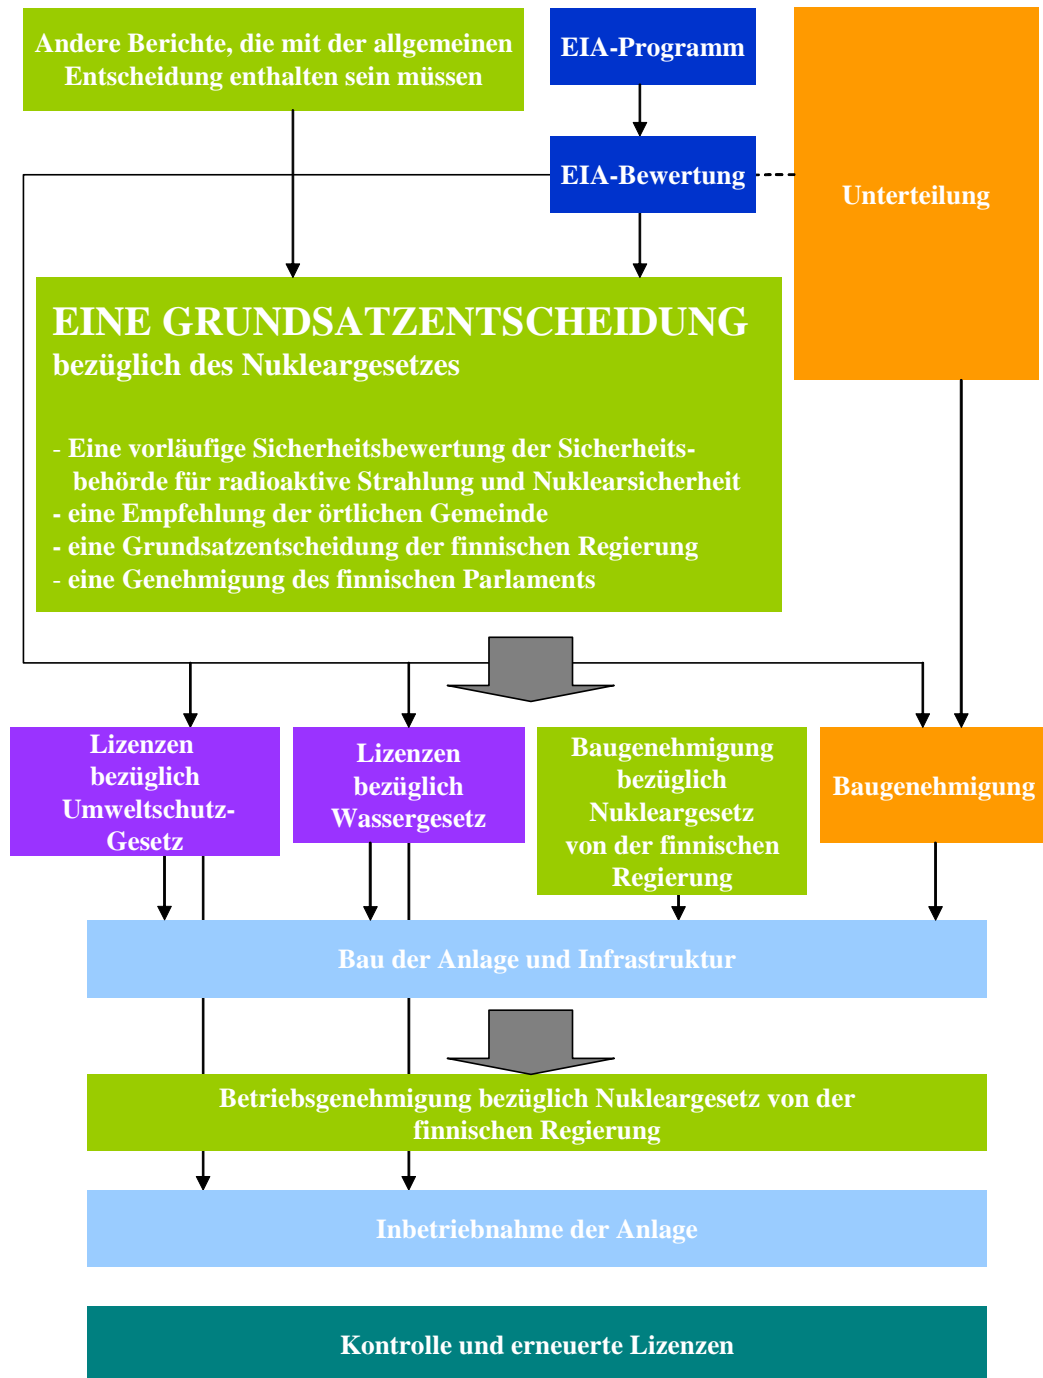 Andere Berichte, die mit der allgemeinen
Entscheidung enthalten sein müssen
EIA-Programm
EIA-Bewertung
Unterteilung
EINE GRUNDSATZENTSCHEIDUNG
bezüglich des Nukleargesetzes
- Eine vorläufige Sicherheitsbewertung der Sicherheits-
behörde für radioaktive Strahlung und Nuklearsicherheit
- eine Empfehlung der örtlichen Gemeinde
- eine Grundsatzentscheidung der finnischen Regierung
- eine Genehmigung des finnischen Parlaments
Lizenzen
bezüglich
Umweltschutz-
Gesetz
Lizenzen
bezüglich
Wassergesetz
Baugenehmigung
bezüglich
Nukleargesetz
von der finnischen
Regierung
Baugenehmigung
Bau der Anlage und Infrastruktur
Betriebsgenehmigung bezüglich Nukleargesetz von der
finnischen Regierung
Inbetriebnahme der Anlage
Kontrolle und erneuerte Lizenzen